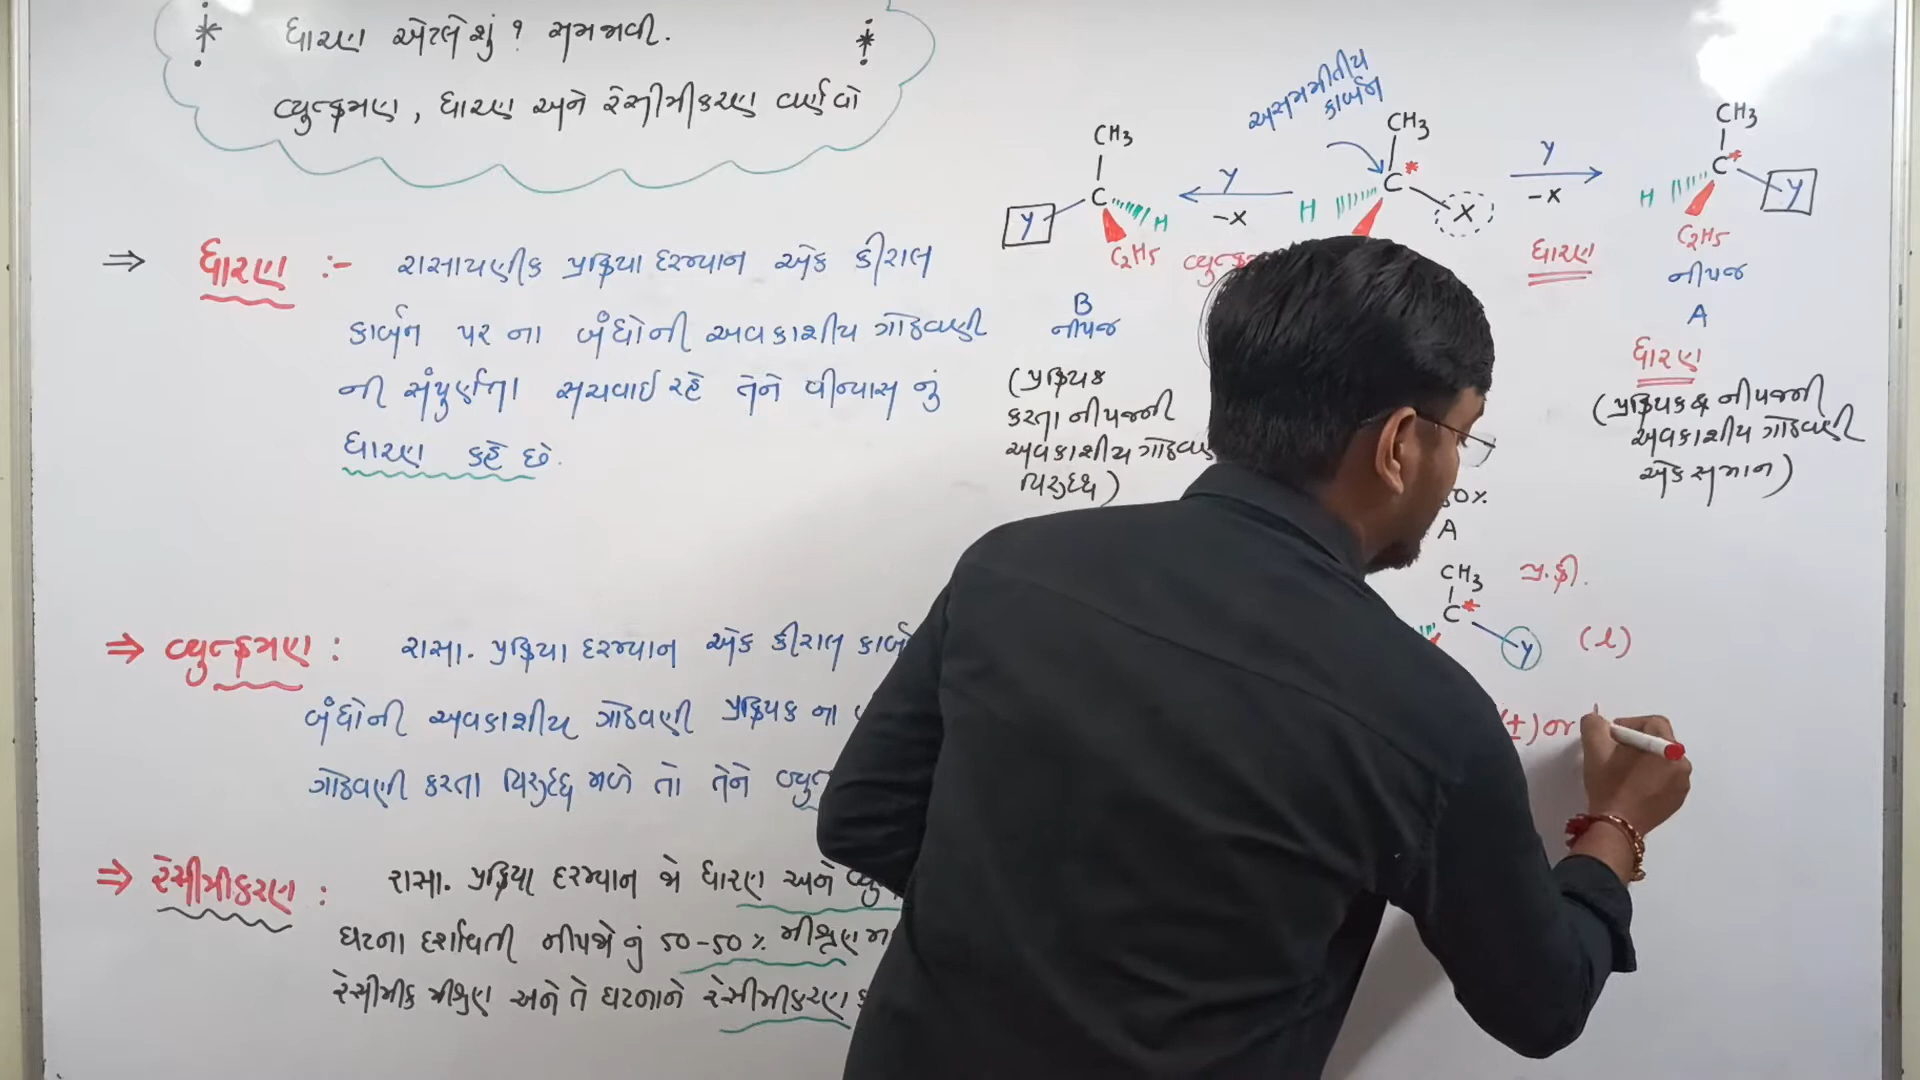 ધારણ એટલે શું ? સમજાવી.
વ્યુત્ક્રમણ , ધારણ અને રેસીમીકરણ વર્ણવો
⇒ ધારણ :- રાસાયણીક પ્રક્રિયા દરમ્યાન એક કીરાલ
કાર્બન પર ના બંધોની અવકાશીય ગોઠવણી
ની સંપુર્ણતા સચવાઈ રહે તેને વીન્યાસ નું
ધારણ કહે છે.
⇒ વ્યુત્ક્રમણ : રાસા. પ્રક્રિયા દરમ્યાન એક કીરાલ
બંધોની અવકાશીય ગોઠવણી પ્રક્રિયક ના
ગોઠવણી કરતા વિરુદ્ધ મળે તો તેને
⇒ રેસીમીકરણ : રાસા. પ્રક્રિયા દરમ્યાન જે ધારણ અને
ઘટના દર્શાવતી નીપજો નું 50-50% મીશ્રણ
રેસીમીક મીશ્રણ અને તે ઘટનાને રેસીમીકરણ
અસમમીતીય
કાર્બન
CH3
C
Y
H
C2H5
B
નીપજ
(પ્રક્રિયક
કરતા નીપજની
અવકાશીય
વિરુદ્ધ)
Y
-X
CH3
C*
H
X
Y
-X
ધારણ
CH3
C*
H
Y
C2H5
નીપજ
A
ધારણ
(પ્રક્રિયક & નીપજની
અવકાશીય ગોઠવણી
એક સમાન)
A
CH3 પ્ર.ક્રી.
C*
Y (l)
(±) or